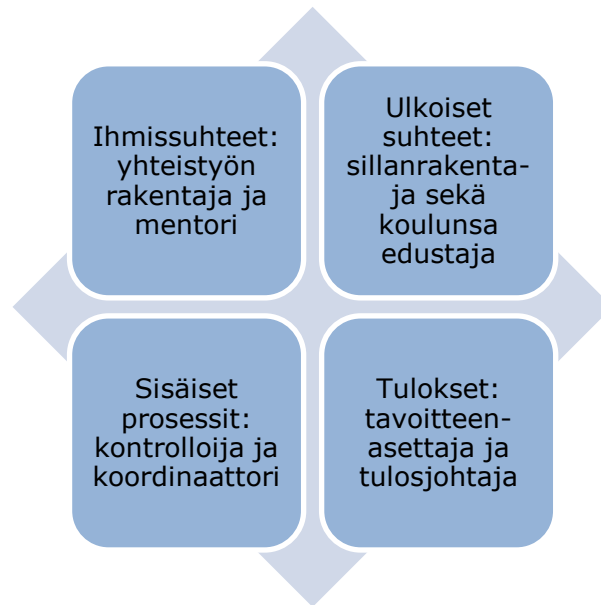 Ihmissuhteet:
yhteistyön
rakentaja ja
mentori
Ulkoiset
suhteet:
sillanrakenta-
ja sekä
koulunsa
edustaja
Sisäiset
prosessit:
kontrolloija ja
koordinaattori
Tulokset:
tavoitteen-
asettaja ja
tulosjohtaja